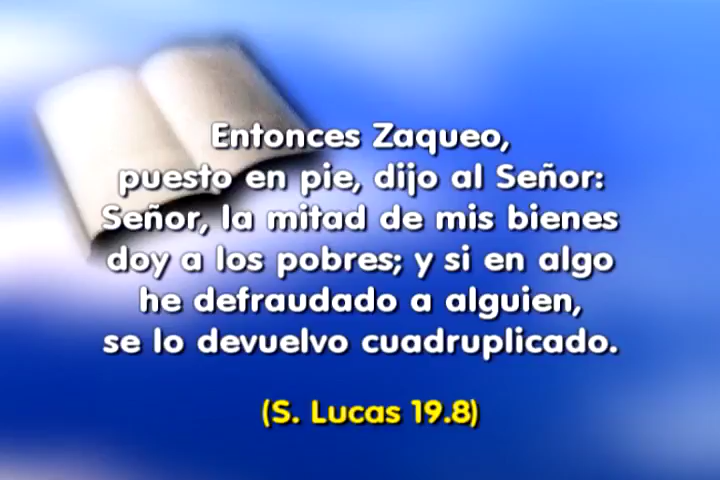 Entonces Zaqueo,
puesto en pie, dijo al Señor:
Señor, la mitad de mis bienes
doy a los pobres; y si en algo
he defraudado a alguien,
se lo devuelvo cuadruplicado.
(S. Lucas 19.8)